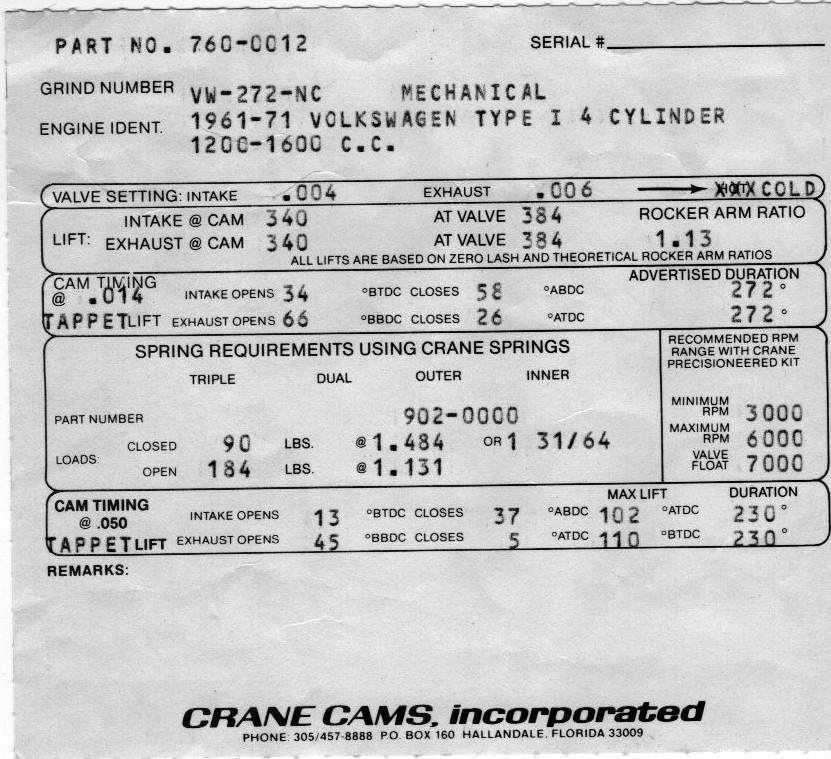 PART NO. 760-0012 SERIAL #
GRIND NUMBER VW-272-NC MECHANICAL
ENGINE IDENT. 1961-71 VOLKSWAGEN TYPE I 4 CYLINDER
1200-1600 C.C.
VALVE SETTING: INTAKE .004 EXHAUST .006 XXX COLD
LIFT: INTAKE @ CAM 340 AT VALVE 384 ROCKER ARM RATIO
EXHAUST @ CAM 340 AT VALVE 384 1.13
ALL LIFTS ARE BASED ON ZERO LASH AND THEORETICAL ROCKER ARM RATIOS
CAM TIMING ADVERTISED DURATION
@ .014 INTAKE OPENS 34 °BTDC CLOSES 58 °ABDC 272°
TAPPET LIFT EXHAUST OPENS 66 °BBDC CLOSES 26 °ATDC 272°
SPRING REQUIREMENTS USING CRANE SPRINGS
TRIPLE DUAL OUTER INNER
PART NUMBER 902-0000
LOADS: CLOSED 90 LBS. @ 1.484 OR 1 31/64
OPEN 184 LBS. @ 1.131
RECOMMENDED RPM
RANGE WITH CRANE
PRECISIONEERED KIT
MINIMUM RPM 3000
MAXIMUM RPM 6000
VALVE FLOAT 7000
CAM TIMING MAX LIFT DURATION
@ .050 INTAKE OPENS 13 °BTDC CLOSES 37 °ABDC 102 °ATDC 230°
TAPPET LIFT EXHAUST OPENS 45 °BBDC CLOSES 5 °ATDC 110 °BTDC 230°
REMARKS:
CRANE CAMS, incorporated
PHONE: 305/457-8888 P.O. BOX 160 HALLANDALE, FLORIDA 33009